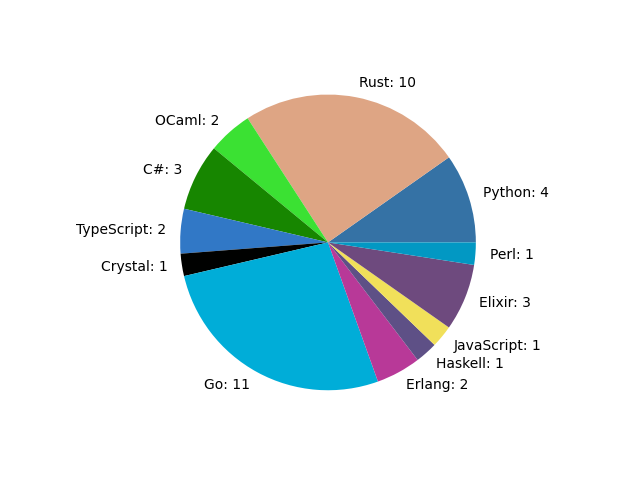 Rust: 10
OCaml: 2
C#: 3
Python: 4
TypeScript: 2
Perl: 1
Crystal: 1
Elixir: 3
JavaScript: 1
Haskell: 1
Go: 11
Erlang: 2